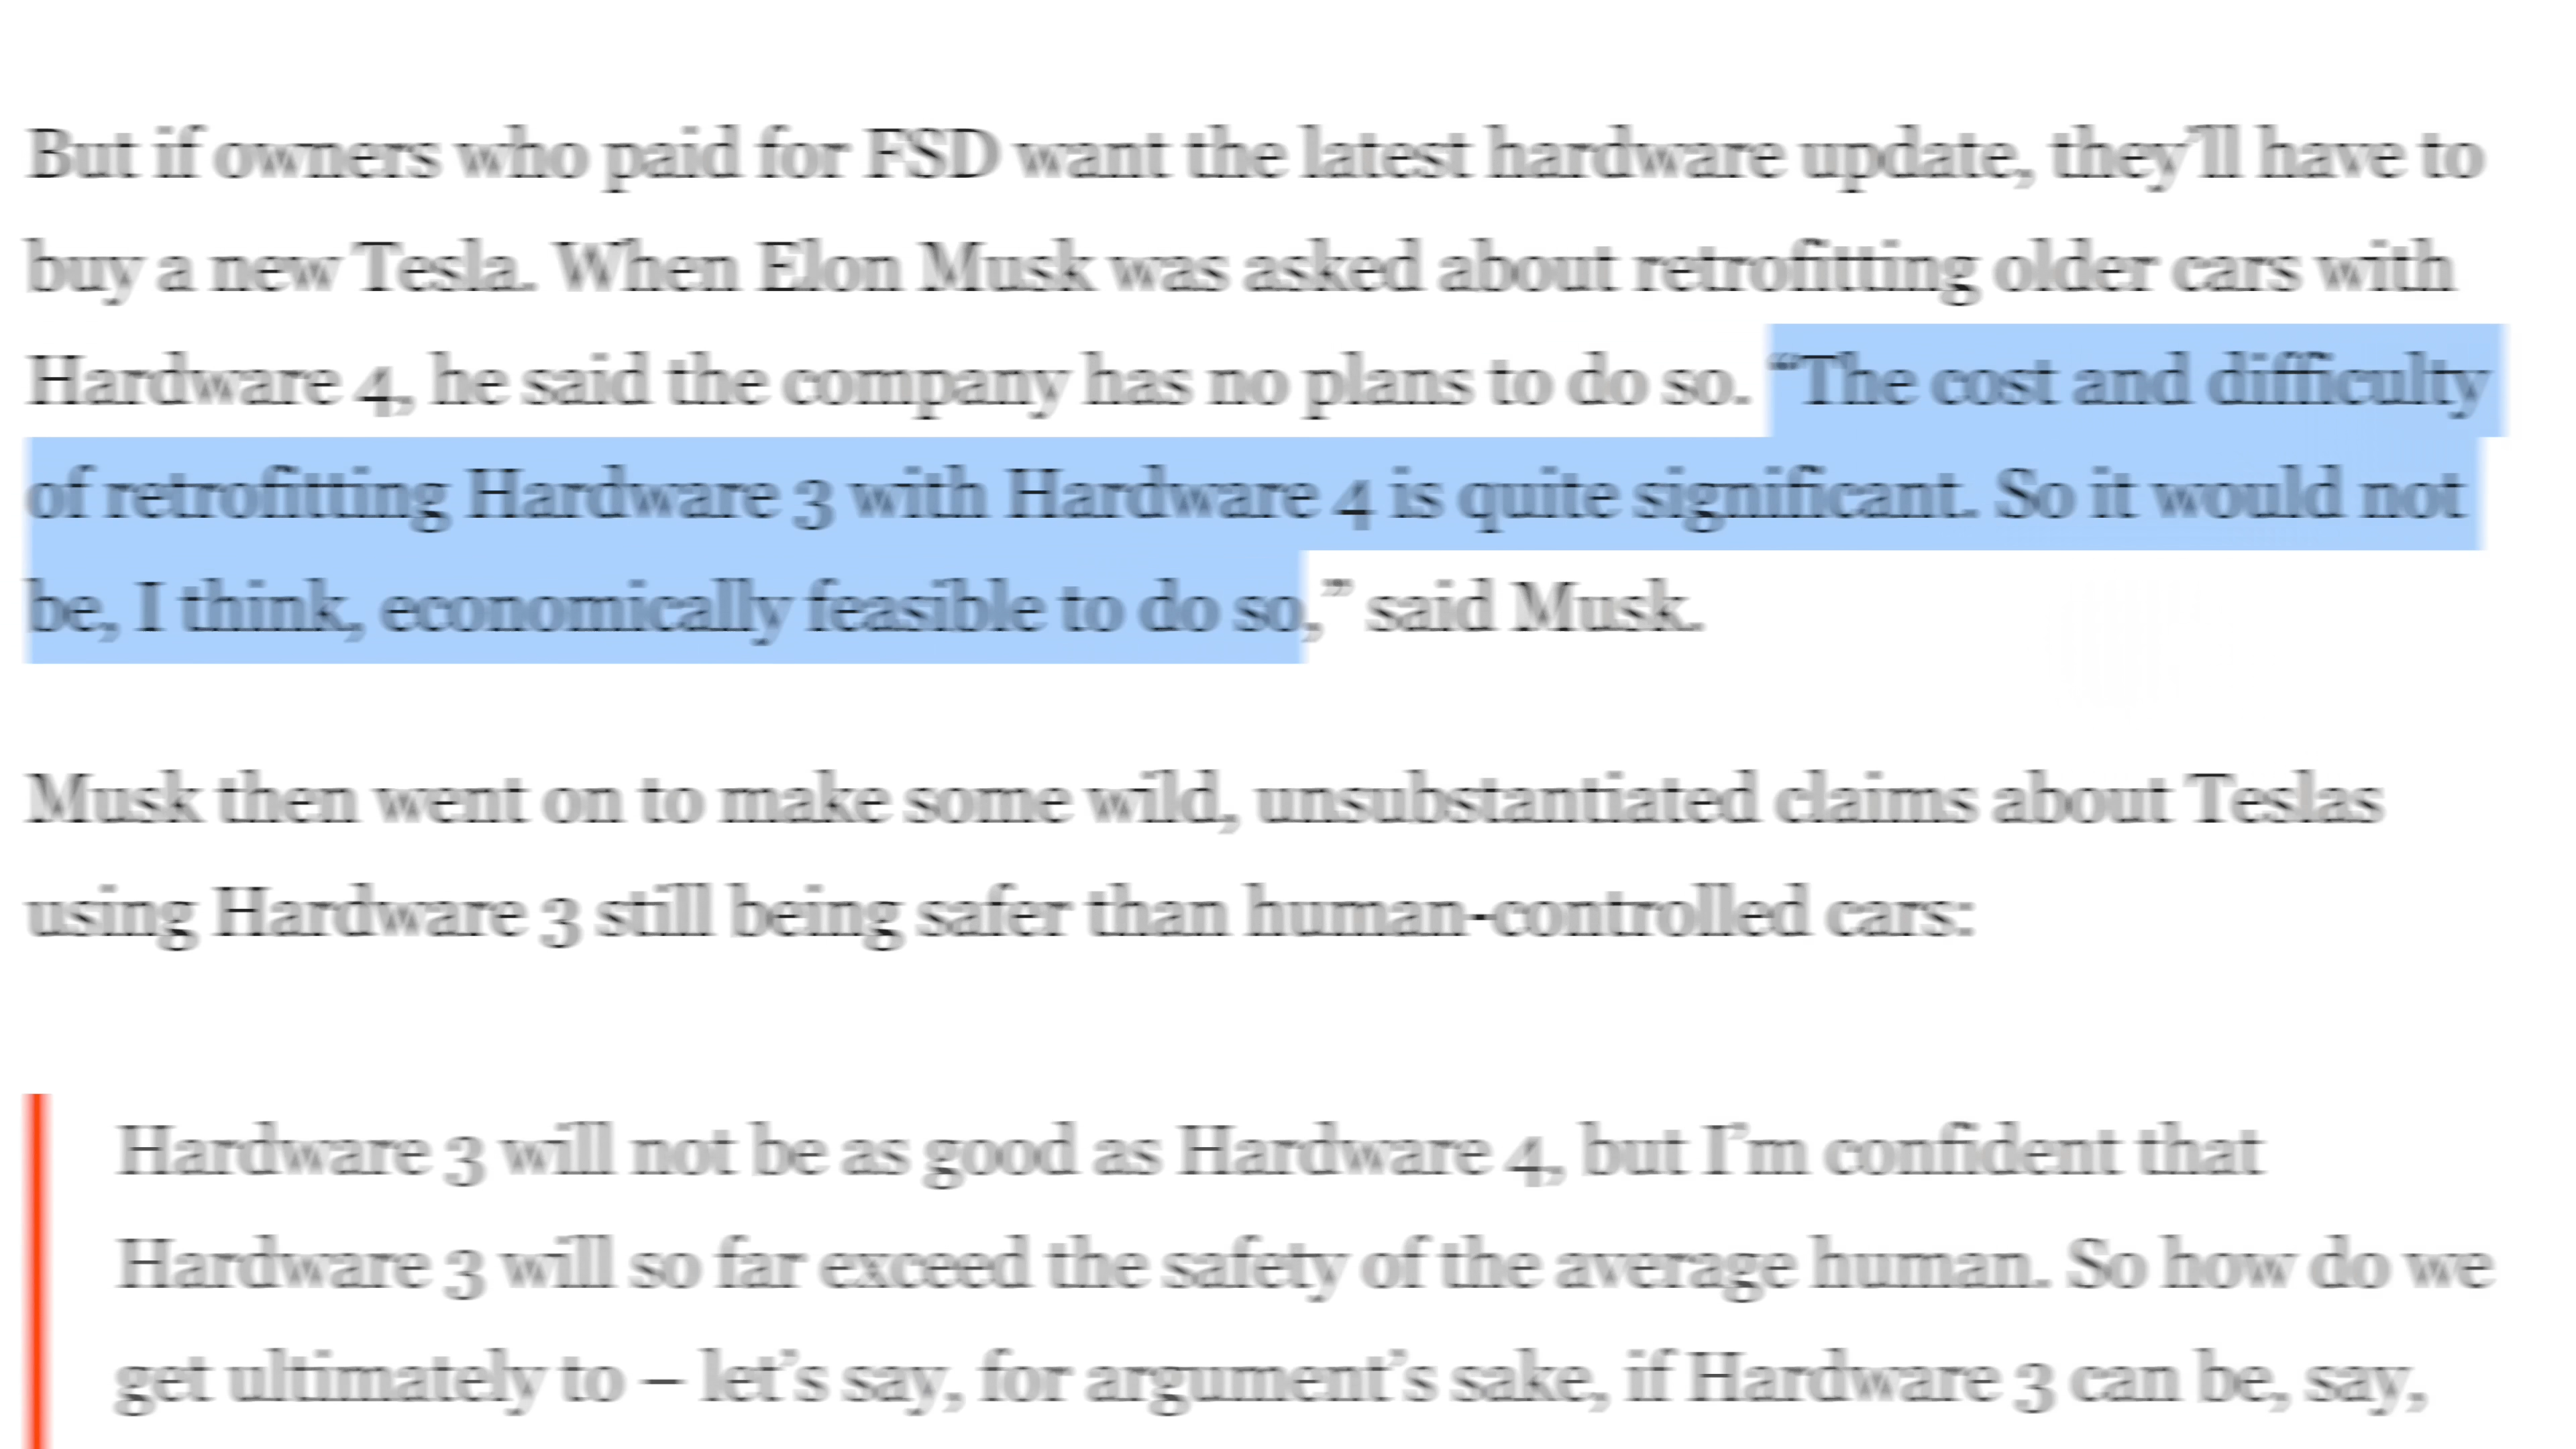 But if owners who paid for FSD want the latest hardware update, they’ll have to
buy a new Tesla. When Elon Musk was asked about retrofitting older cars with
Hardware 4, he said the company has no plans to do so. “The cost and difficulty
of retrofitting Hardware 3 with Hardware 4 is quite significant. So it would not
be, I think, economically feasible to do so,” said Musk.
Musk then went on to make some wild, unsubstantiated claims about Teslas
using Hardware 3 still being safer than human-controlled cars:
Hardware 3 will not be as good as Hardware 4, but I’m confident that
Hardware 3 will so far exceed the safety of the average human. So how do we
get ultimately to – let’s say, for argument’s sake, if Hardware 3 can be, say,